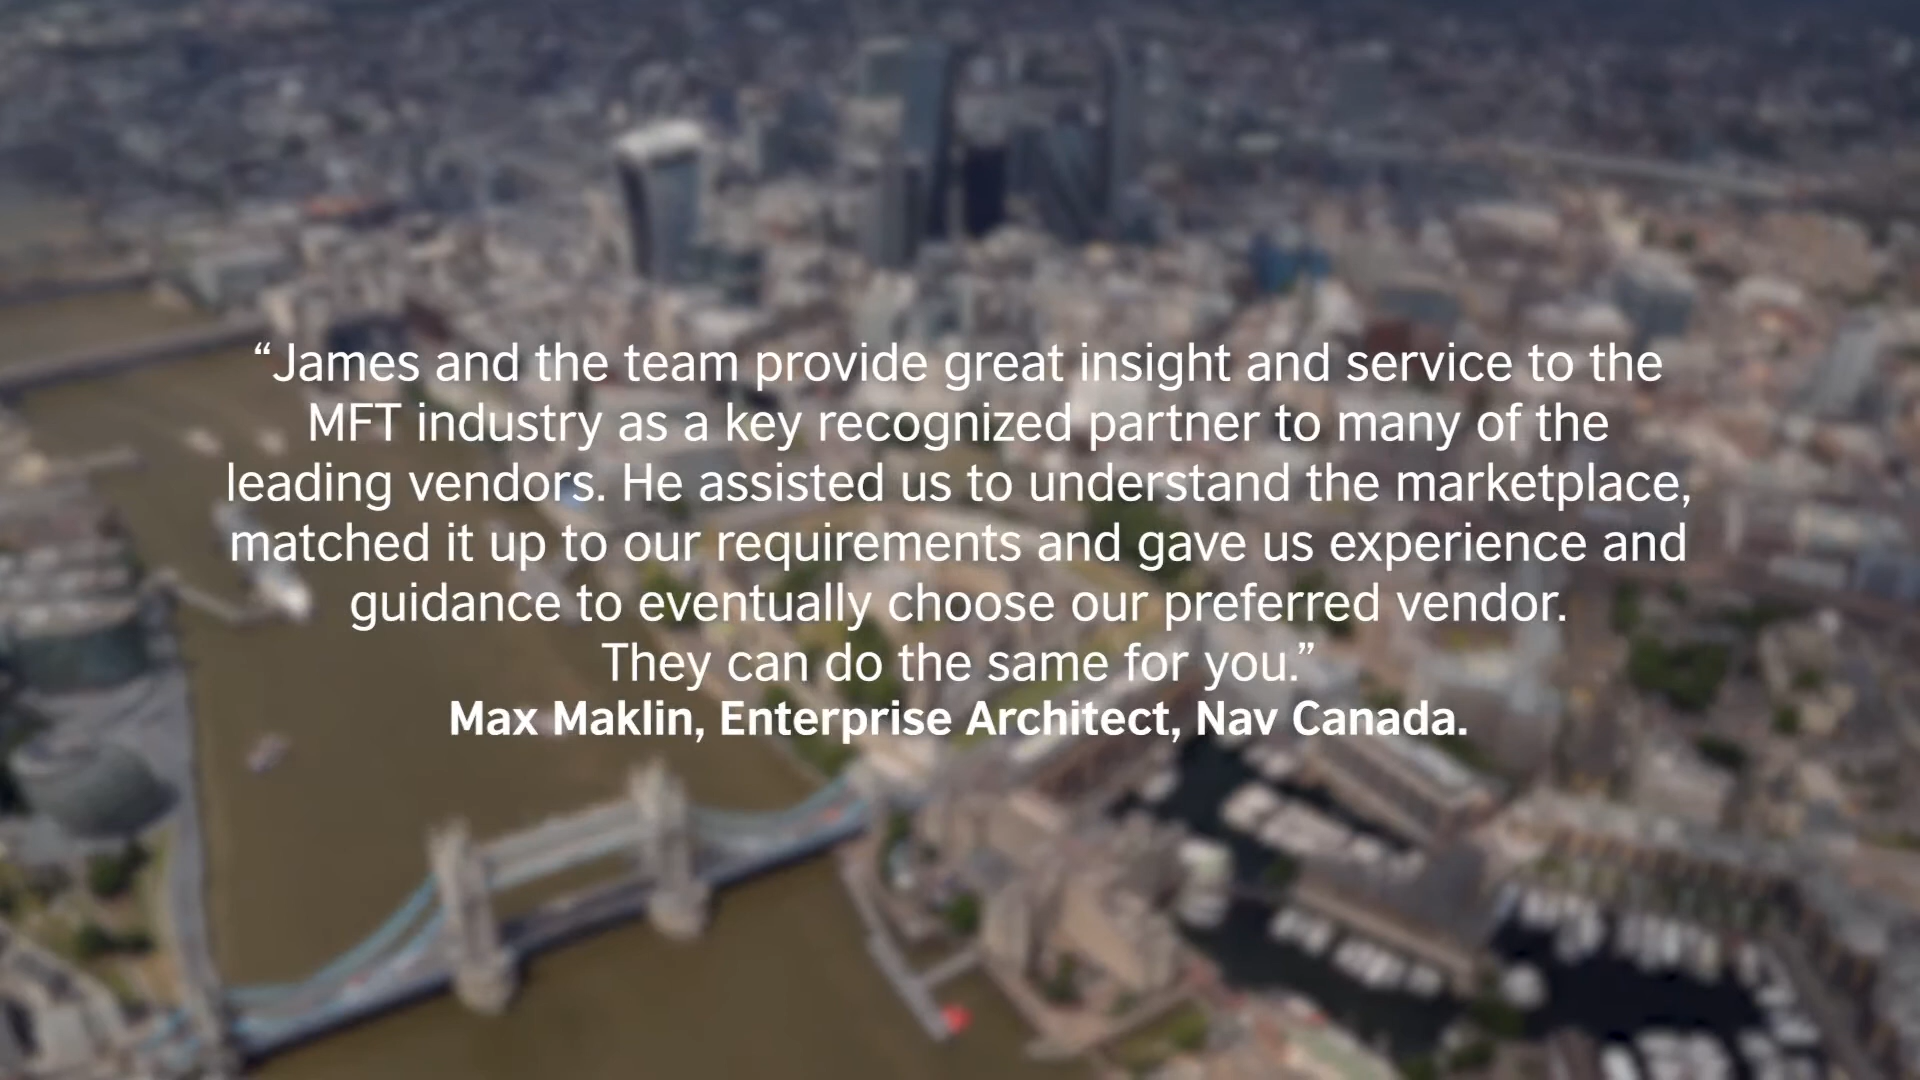 “James and the team provide great insight and service to the
MFT industry as a key recognized partner to many of the
leading vendors. He assisted us to understand the marketplace,
matched it up to our requirements and gave us experience and
guidance to eventually choose our preferred vendor.
They can do the same for you.”
Max Maklin, Enterprise Architect, Nav Canada.